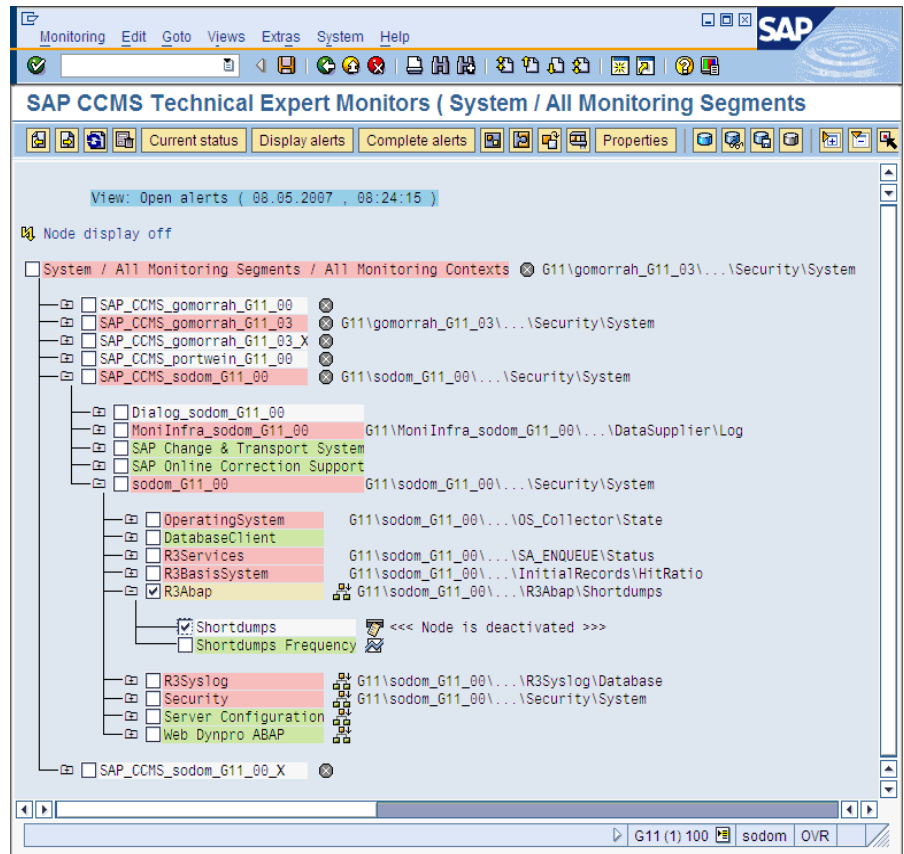 Monitoring Edit Goto Views Extras System Help
SAP
SAP CCMS Technical Expert Monitors ( System / All Monitoring Segments
Current status Display alerts Complete alerts Properties
View: Open alerts ( 08.05.2007 , 08:24:15 )
Node display off
System / All Monitoring Segments / All Monitoring Contexts G11\gomorrah_G11_03\...\Security\System
SAP_CCMS_gomorrah_G11_00
SAP_CCMS_gomorrah_G11_03 G11\gomorrah_G11_03\...\Security\System
SAP_CCMS_gomorrah_G11_03_X
SAP_CCMS_portwein_G11_00
SAP_CCMS_sodom_G11_00 G11\sodom_G11_00\...\Security\System
Dialog_sodom_G11_00
MoniInfra_sodom_G11_00 G11\MoniInfra_sodom_G11_00\...\DataSupplier\Log
SAP Change & Transport System
SAP Online Correction Support
sodom_G11_00 G11\sodom_G11_00\...\Security\System
OperatingSystem G11\sodom_G11_00\...\OS_Collector\State
DatabaseClient
R3Services G11\sodom_G11_00\...\SA_ENQUEUE\Status
R3BasisSystem G11\sodom_G11_00\...\InitialRecords\HitRatio
R3Abap G11\sodom_G11_00\...\R3Abap\Shortdumps
Shortdumps <<< Node is deactivated >>>
Shortdumps Frequency
R3Syslog G11\sodom_G11_00\...\R3Syslog\Database
Security G11\sodom_G11_00\...\Security\System
Server Configuration
Web Dynpro ABAP
SAP_CCMS_sodom_G11_00_X
G11 (1) 100 sodom OVR